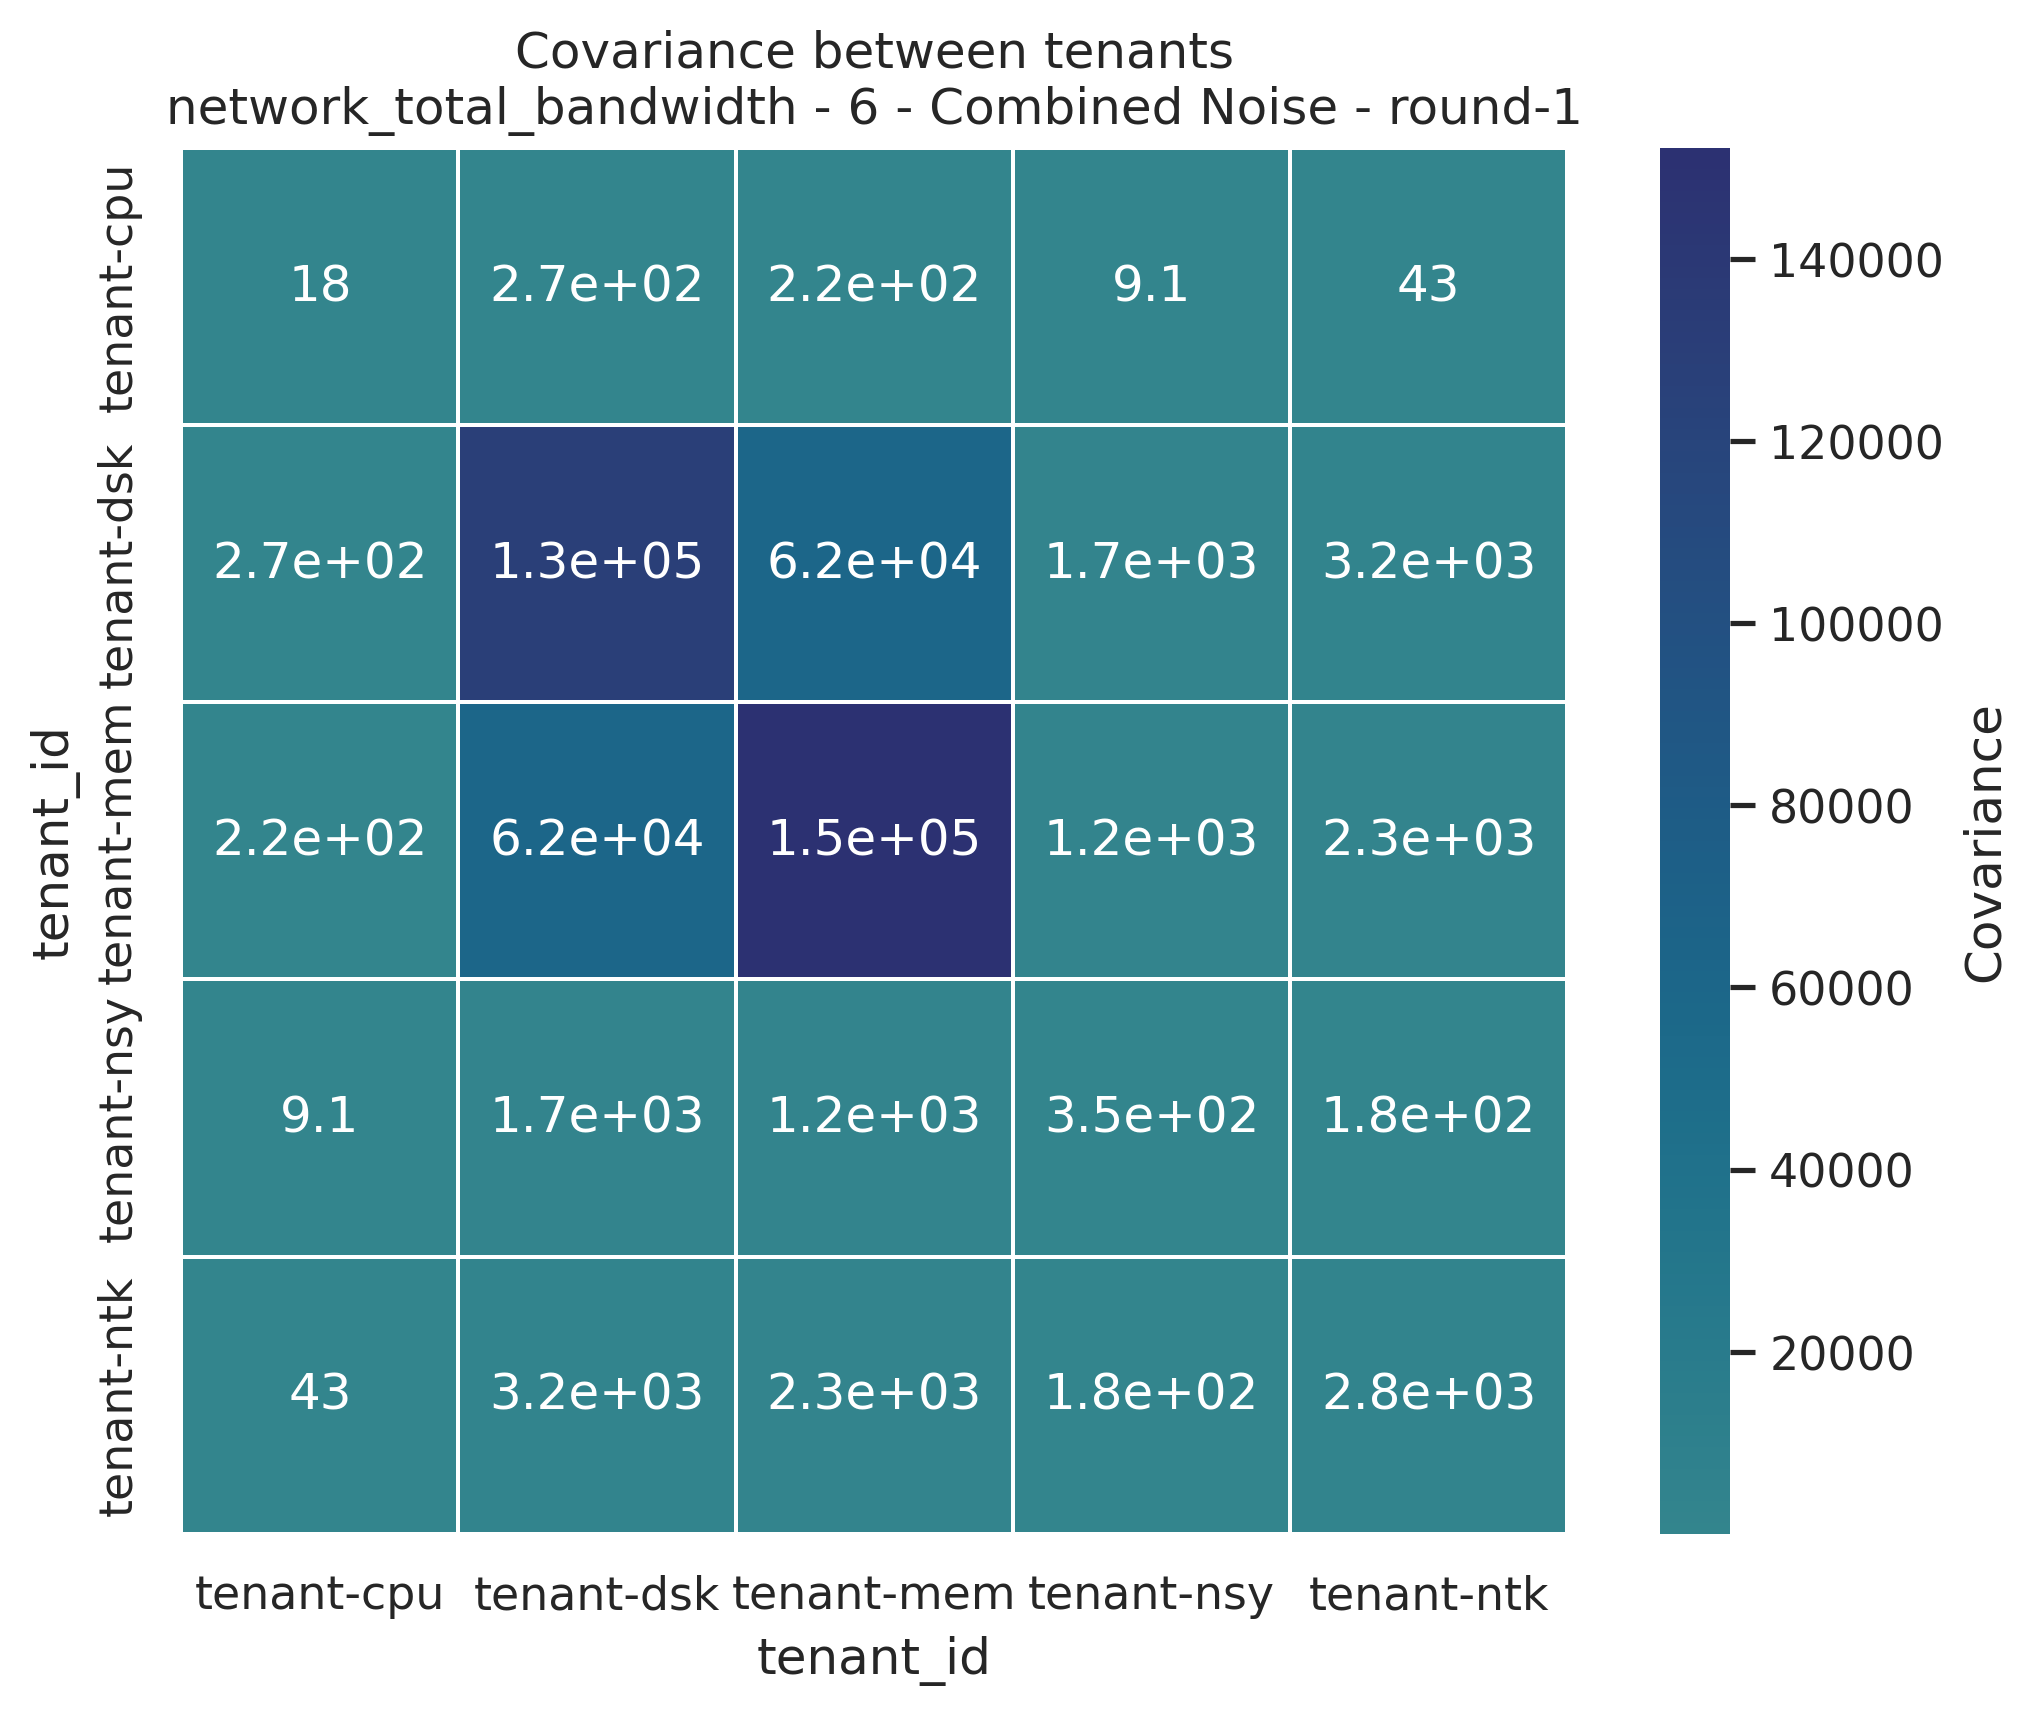 Covariance between tenants
network_total_bandwidth - 6 - Combined Noise - round-1
tenant_id
tenant-cpu
18 2.7e+02 2.2e+02 9.1 43
tenant-dsk
2.7e+02 1.3e+05 6.2e+04 1.7e+03 3.2e+03
tenant-mem
2.2e+02 6.2e+04 1.5e+05 1.2e+03 2.3e+03
tenant-nsy
9.1 1.7e+03 1.2e+03 3.5e+02 1.8e+02
tenant-ntk
43 3.2e+03 2.3e+03 1.8e+02 2.8e+03
tenant-cpu tenant-dsk tenant-mem tenant-nsy tenant-ntk
tenant_id
140000
120000
100000
80000
60000
40000
20000
Covariance